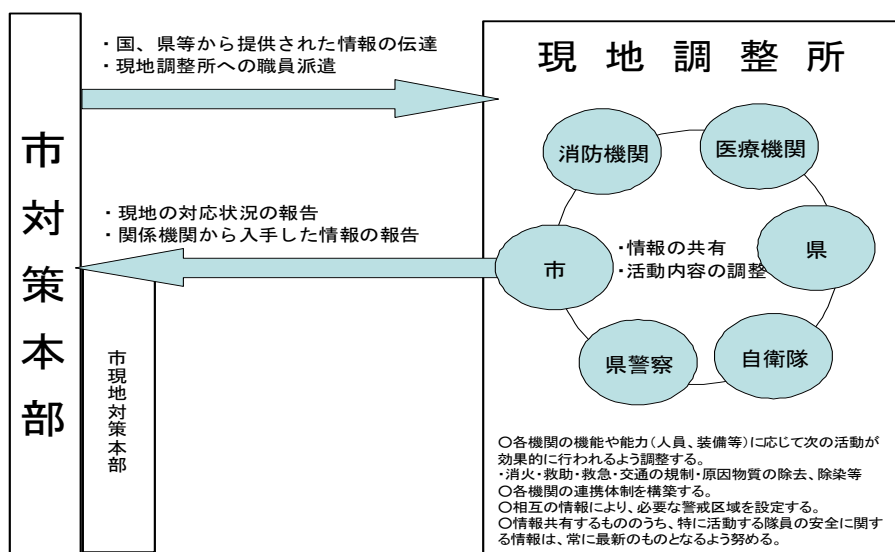 ・国、県等から提供された情報の伝達
・現地調整所への職員派遣
市対策本部
・現地の対応状況の報告
・関係機関から入手した情報の報告
市現地対策本部
現地調整所
消防機関
医療機関
市
・情報の共有
・活動内容の調整
県
県警察
自衛隊
〇各機関の機能や能力(人員、装備等)に応じて次の活動が
効果的に行われるよう調整する。
・消火・救助・救急・交通の規制・原因物質の除去、除染等
〇各機関の連携体制を構築する。
〇相互の情報により、必要な警戒区域を設定する。
〇情報共有するもののうち、特に活動する隊員の安全に関す
る情報は、常に最新のものとなるよう努める。